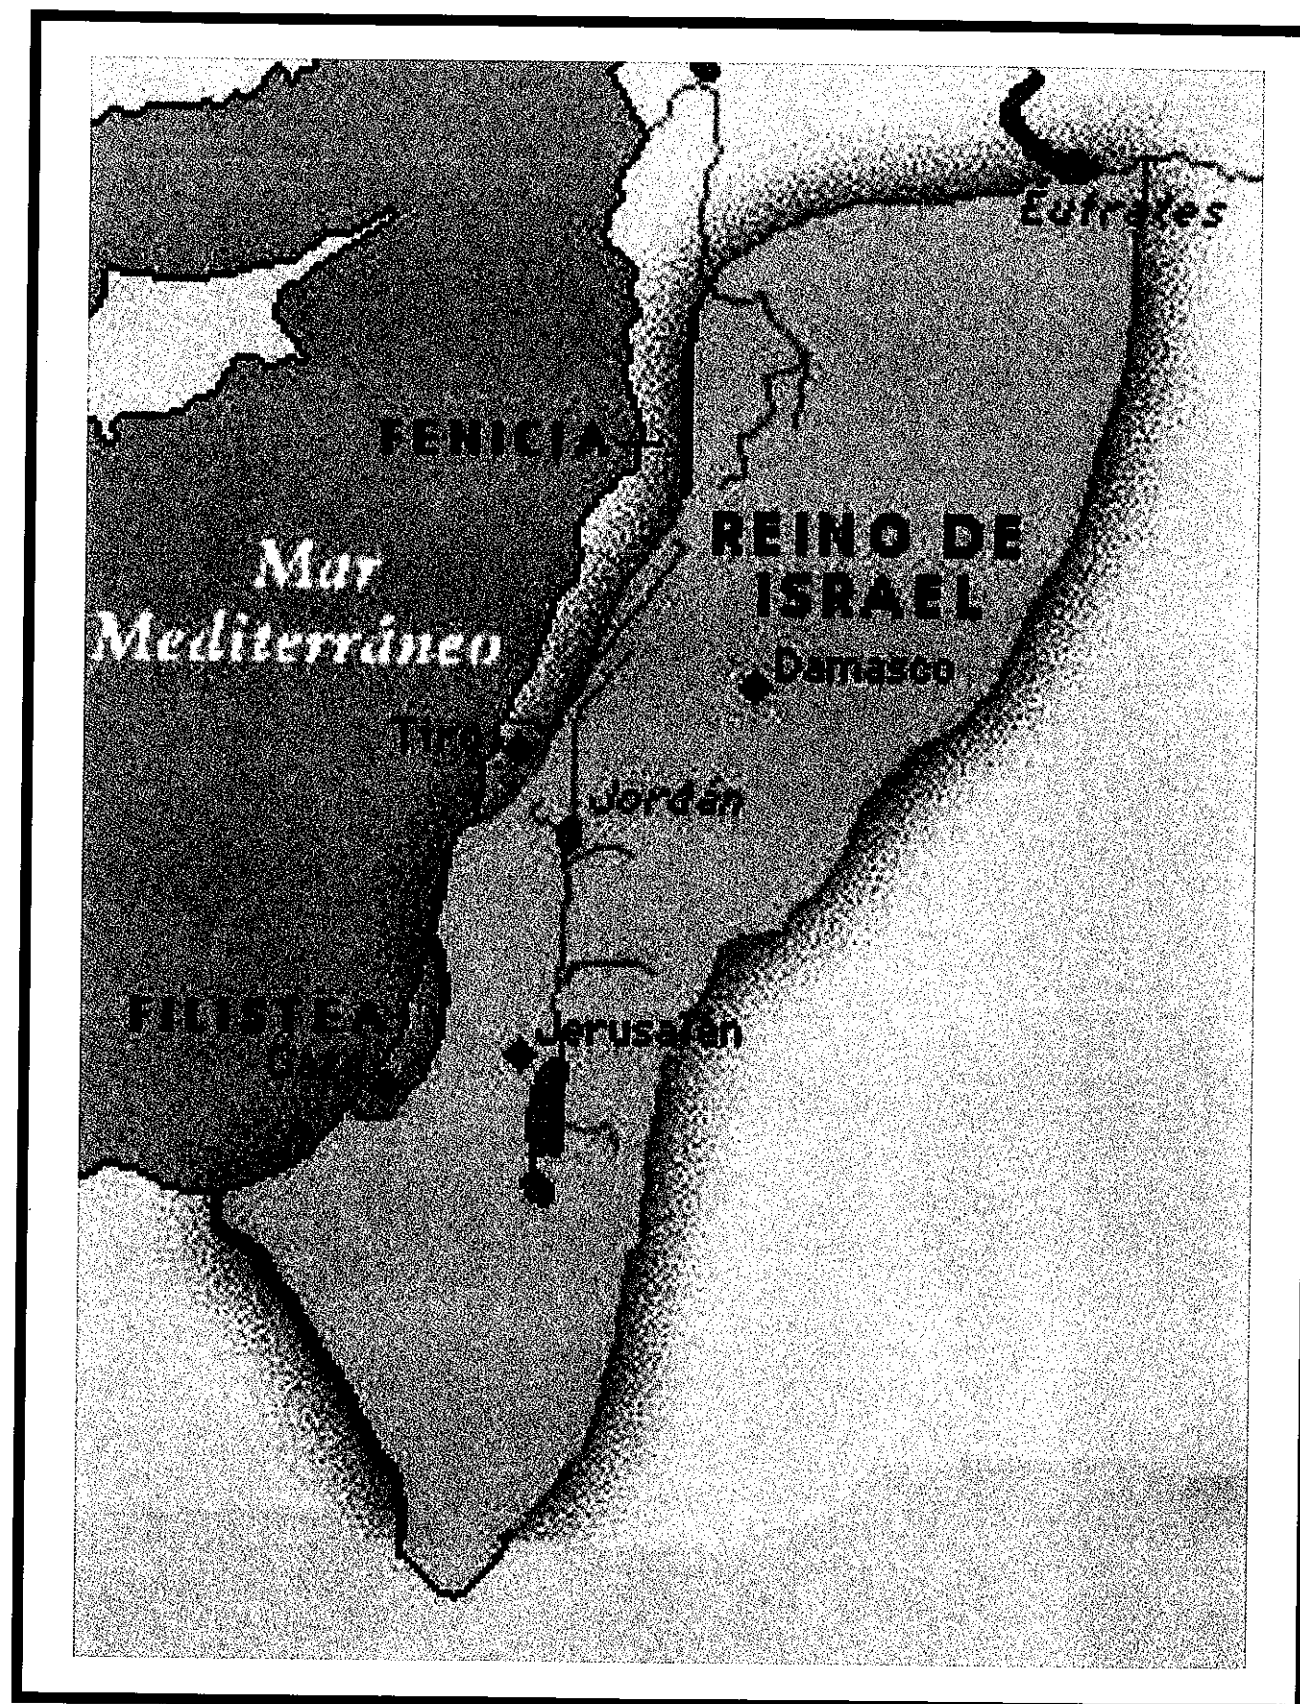 Eufrates
FENICIA
REINO DE
ISRAEL
Mar
Mediterráneo
Damasco
Tiro
Jordán
FILISTEA
Jerusalén